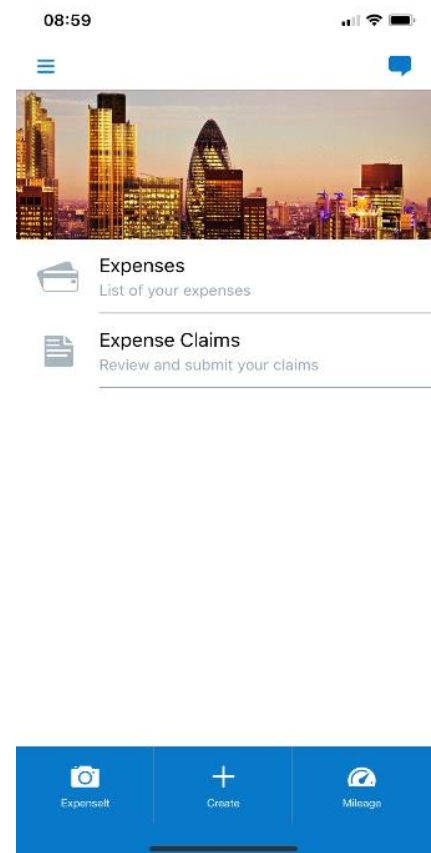 08:59
Expenses
List of your expenses
Expense Claims
Review and submit your claims
ExpenseIt
Create
Mileage